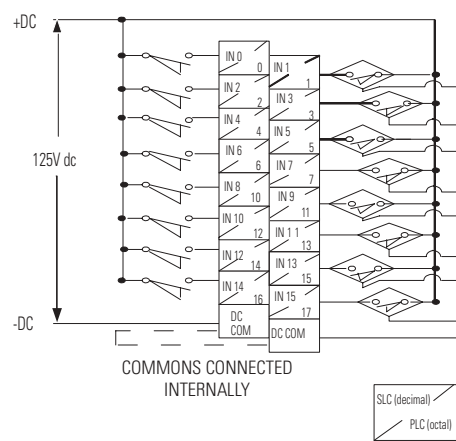 +DC
IN 0
0
IN 1
1
IN 2
2
IN 3
3
IN 4
4
IN 5
5
125V dc
IN 6
6
IN 7
7
IN 8
10
IN 9
11
IN 10
12
IN 1 1
13
IN 12
14
IN 13
15
IN 14
16
IN 15
17
-DC
DC
COM
DC COM
COMMONS CONNECTED
INTERNALLY
SLC (decimal)
PLC (octal)